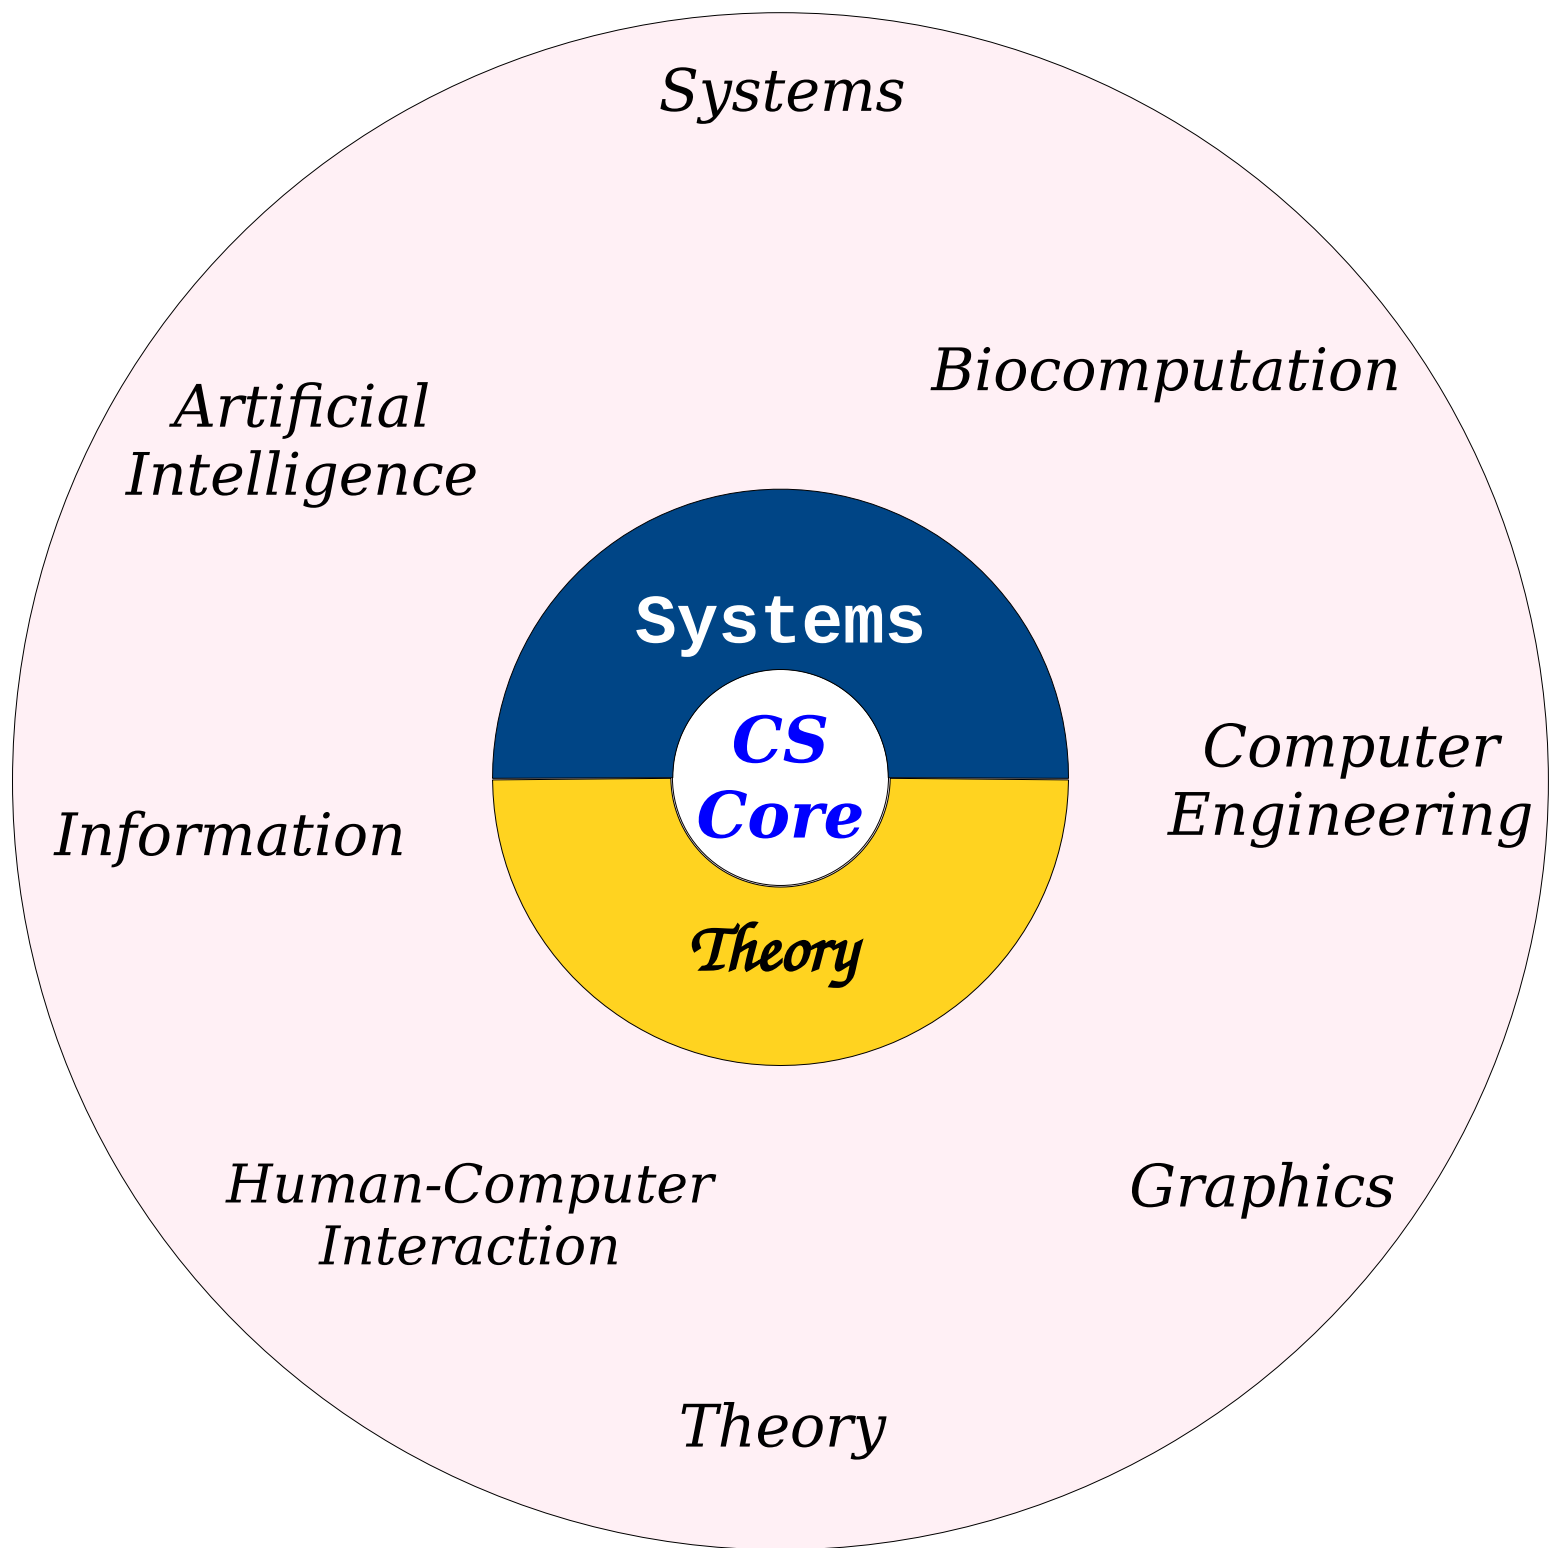 Systems
Biocomputation
Artificial
Intelligence
Systems
CS
Core
Computer
Engineering
Information
Theory
Human-Computer
Interaction
Graphics
Theory